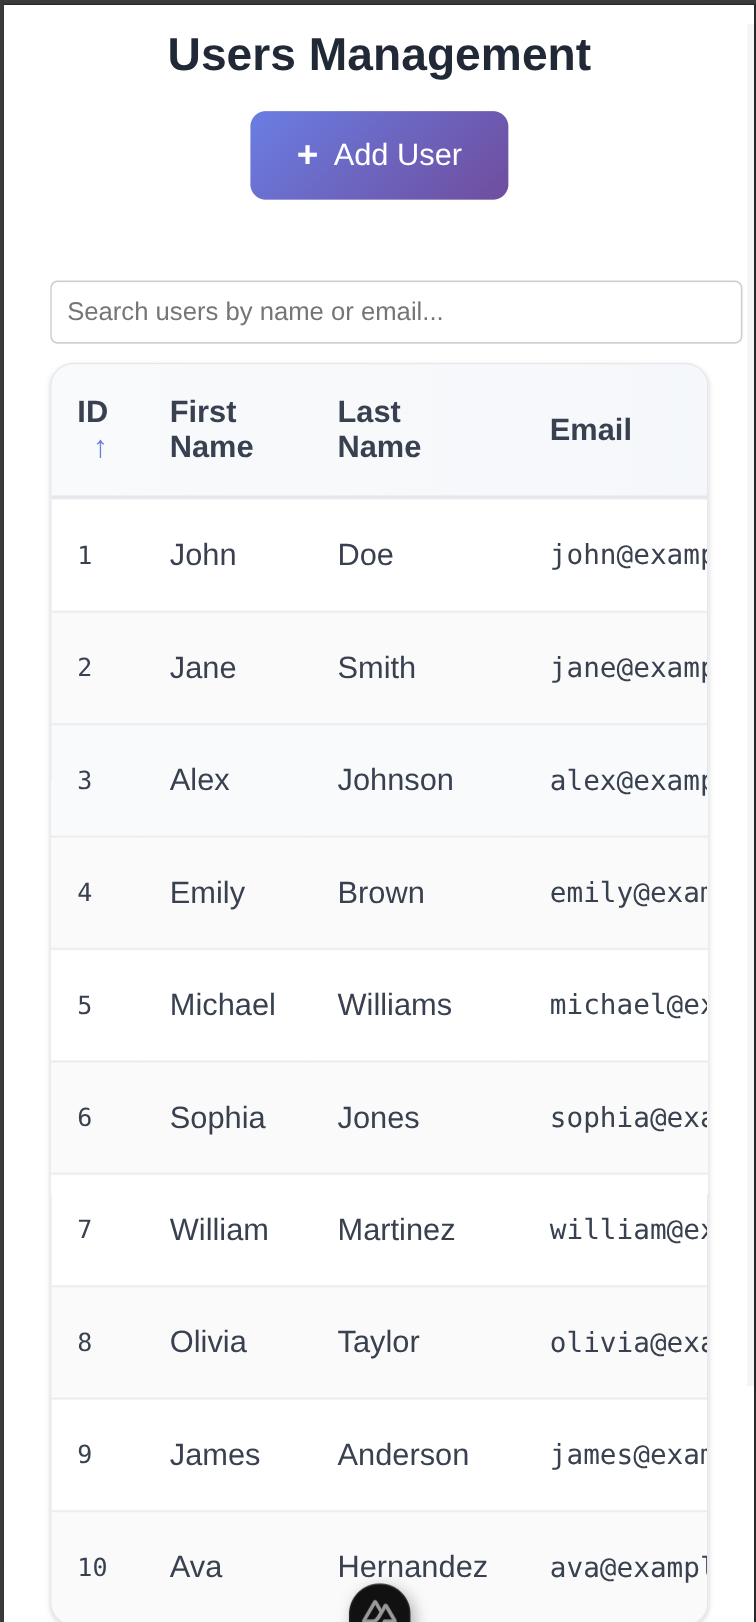 Users Management
+ Add User
Search users by name or email...
ID ↑ First Name Last Name Email
1 John Doe john@examp
2 Jane Smith jane@examp
3 Alex Johnson alex@examp
4 Emily Brown emily@exam
5 Michael Williams michael@ex
6 Sophia Jones sophia@exa
7 William Martinez william@ex
8 Olivia Taylor olivia@exa
9 James Anderson james@exam
10 Ava Hernandez ava@exampl